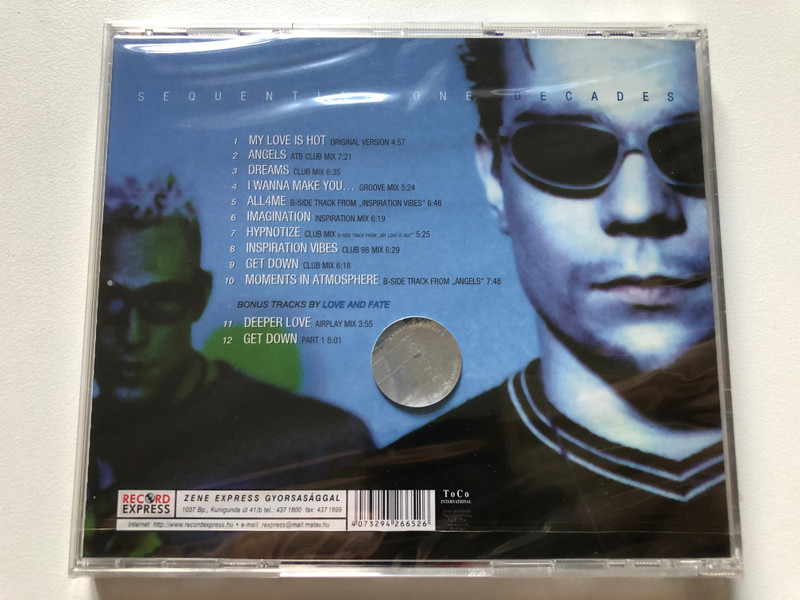 SEQUENTIAL ONE DECADES
1 MY LOVE IS HOT ORIGINAL VERSION 4:57
2 ANGELS ATB CLUB MIX 7:21
3 DREAMS CLUB MIX 6:35
4 I WANNA MAKE YOU... GROOVE MIX 5:24
5 ALL4ME B-SIDE TRACK FROM „INSPIRATION VIBES" 6:46
6 IMAGINATION INSPIRATION MIX 6:19
7 HYPNOTIZE CLUB MIX B-SIDE TRACK FROM „MY LOVE IS HOT" 5:25
8 INSPIRATION VIBES CLUB 98 MIX 6:29
9 GET DOWN CLUB MIX 6:18
10 MOMENTS IN ATMOSPHERE B-SIDE TRACK FROM „ANGELS" 7:48
BONUS TRACKS BY LOVE AND FATE
11 DEEPER LOVE AIRPLAY MIX 3:55
12 GET DOWN PART 1 6:01
RECORD EXPRESS
ZENE EXPRESS GYORSASÁGGAL
1037 Bp., Kunigunda út 41/b tel.: 437 1800 fax: 437 1899
Internet: http://www.recordexpress.hu • e-mail: rexpress@mail.matav.hu
4073294266526
ToCo
INTERNATIONAL